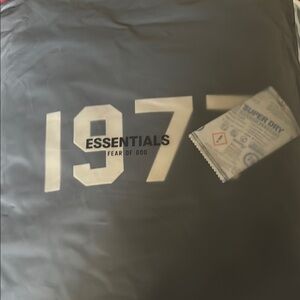 1977
ESSENTIALS
FEAR OF GOD
SUPER DRY